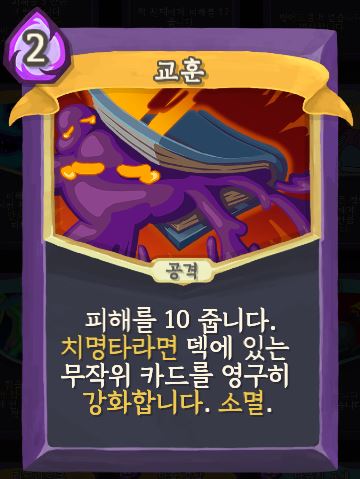 2
교훈
공격
피해를 10 줍니다.
치명타라면 덱에 있는
무작위 카드를 영구히
강화합니다. 소멸.